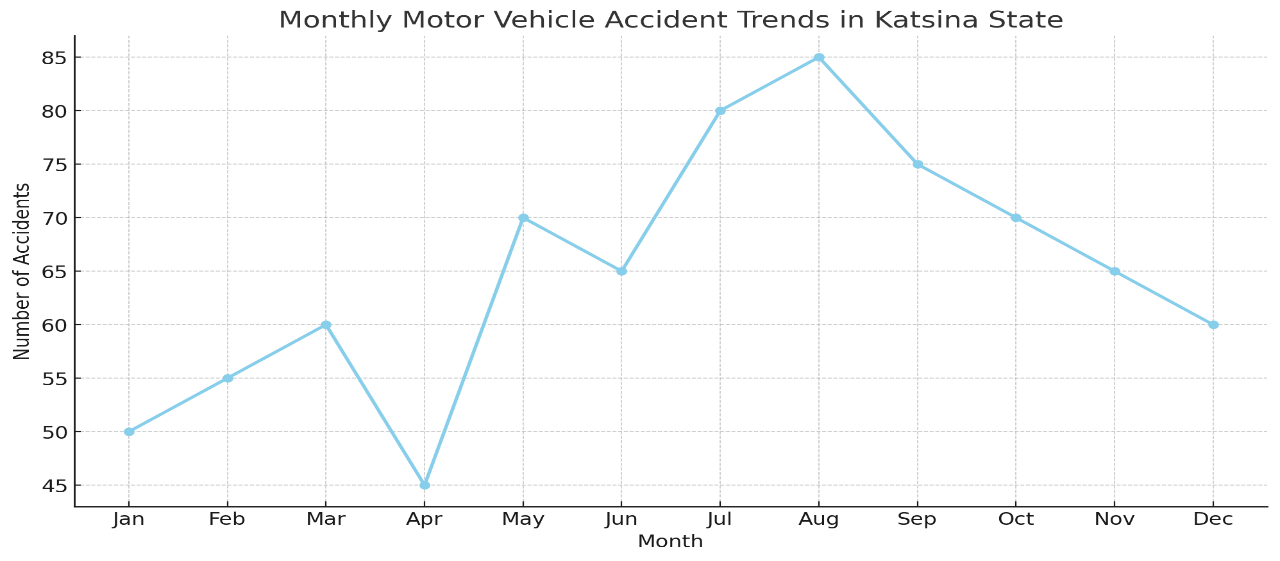 Monthly Motor Vehicle Accident Trends in Katsina State
Number of Accidents
85
80
75
70
65
60
55
50
45
Jan Feb Mar Apr May Jun Jul Aug Sep Oct Nov Dec
Month